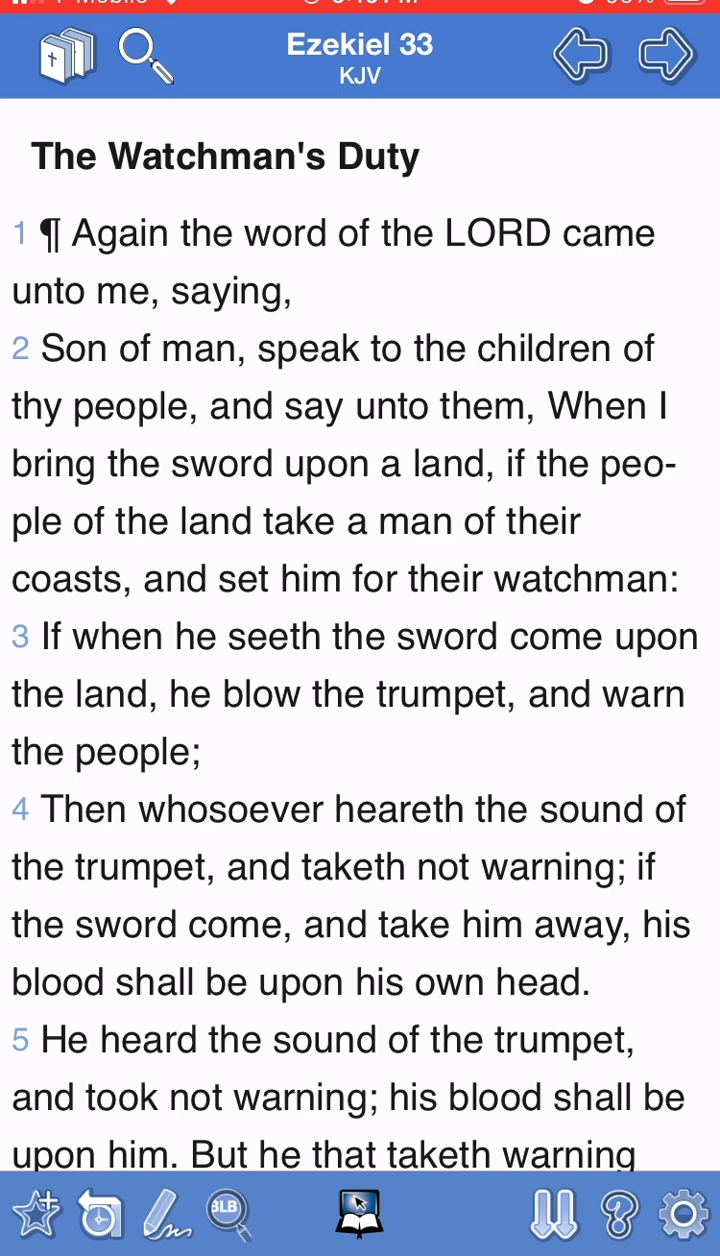 Ezekiel 33
KJV
The Watchman's Duty
1 ¶ Again the word of the LORD came
unto me, saying,
2 Son of man, speak to the children of
thy people, and say unto them, When I
bring the sword upon a land, if the peo-
ple of the land take a man of their
coasts, and set him for their watchman:
3 If when he seeth the sword come upon
the land, he blow the trumpet, and warn
the people;
4 Then whosoever heareth the sound of
the trumpet, and taketh not warning; if
the sword come, and take him away, his
blood shall be upon his own head.
5 He heard the sound of the trumpet,
and took not warning; his blood shall be
upon him. But he that taketh warning
BLB